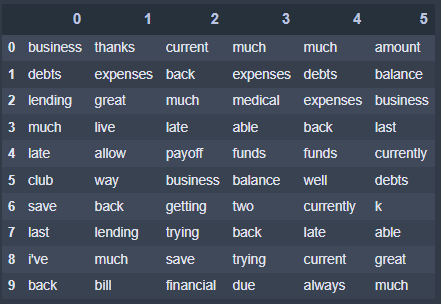 0 1 2 3 4 5
0 business thanks current much much amount
1 debts expenses back expenses debts balance
2 lending great much medical expenses business
3 much live late able back last
4 late allow payoff funds funds currently
5 club way business balance well debts
6 save back getting two currently k
7 last lending trying back late able
8 i've much save trying current great
9 back bill financial due always much